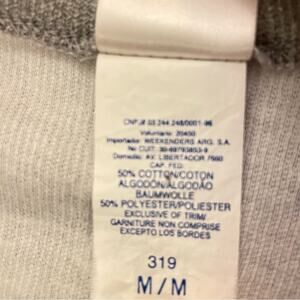 CNPJ# 03.244.248/0001-96
Voluntario: 20450
Importador: WEEKENDERS ARG. S.A.
No CUIT: 30-69795853-9
Domicilio: AV. LIBERTADOR 7550
CAP. FED.
50% COTTON/COTON
ALGODÓN/ALGODÃO
BAUMWOLLE
50% POLYESTER/POLIESTER
EXCLUSIVE OF TRIM/
GARNITURE NON COMPRISE
EXCEPTO LOS BORDES
319
M/M